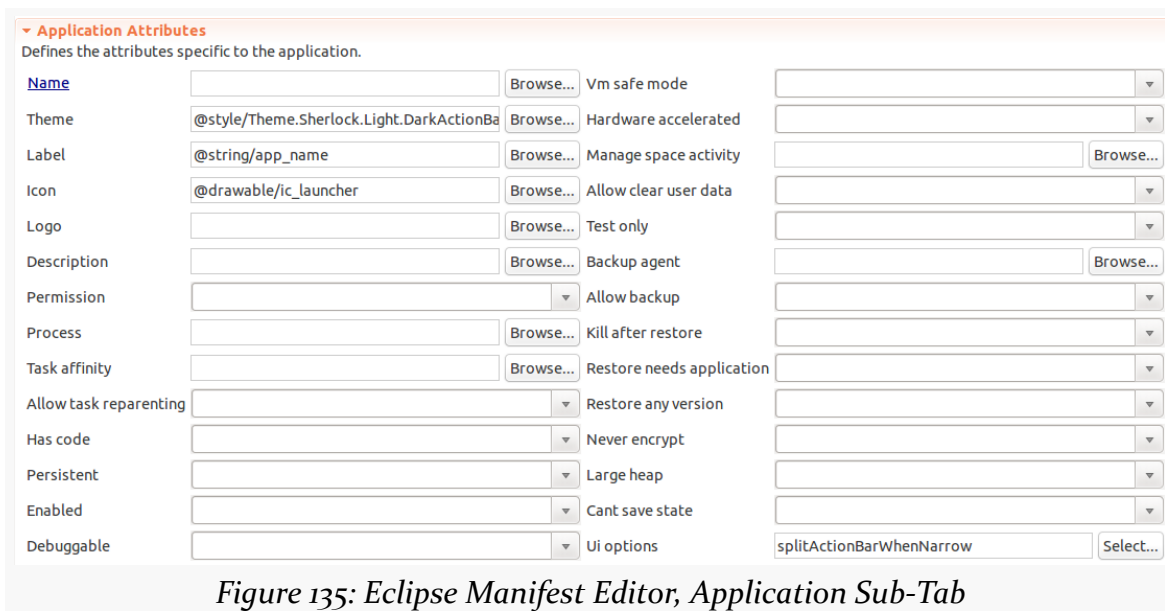 Application Attributes
Defines the attributes specific to the application.
Name Browse... Vm safe mode
Theme @style/Theme.Sherlock.Light.DarkActionBa Browse... Hardware accelerated
Label @string/app_name Browse... Manage space activity Browse...
Icon @drawable/ic_launcher Browse... Allow clear user data
Logo Browse... Test only
Description Browse... Backup agent Browse...
Permission Allow backup
Process Browse... Kill after restore
Task affinity Browse... Restore needs application
Allow task reparenting Restore any version
Has code Never encrypt
Persistent Large heap
Enabled Cant save state
Debuggable Ui options splitActionBarWhenNarrow Select...
Figure 135: Eclipse Manifest Editor, Application Sub-Tab